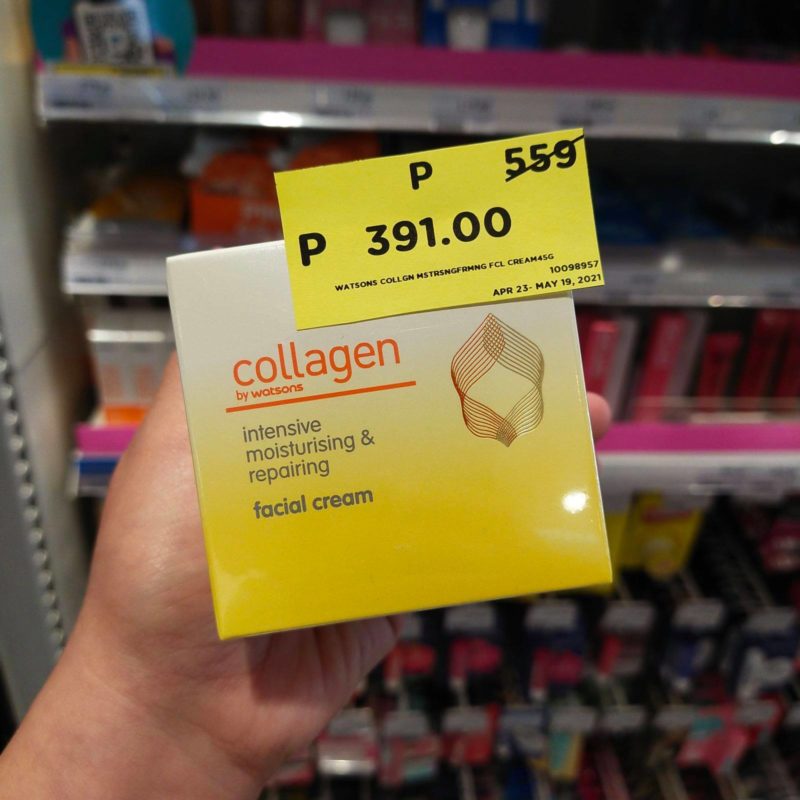 P 559
P 391.00
WATSONS COLLGN MSTRSNGFRMNG FCL CREAM45G
10098957
APR 23- MAY 19, 2021
collagen
by watsons
intensive
moisturising &
repairing
facial cream